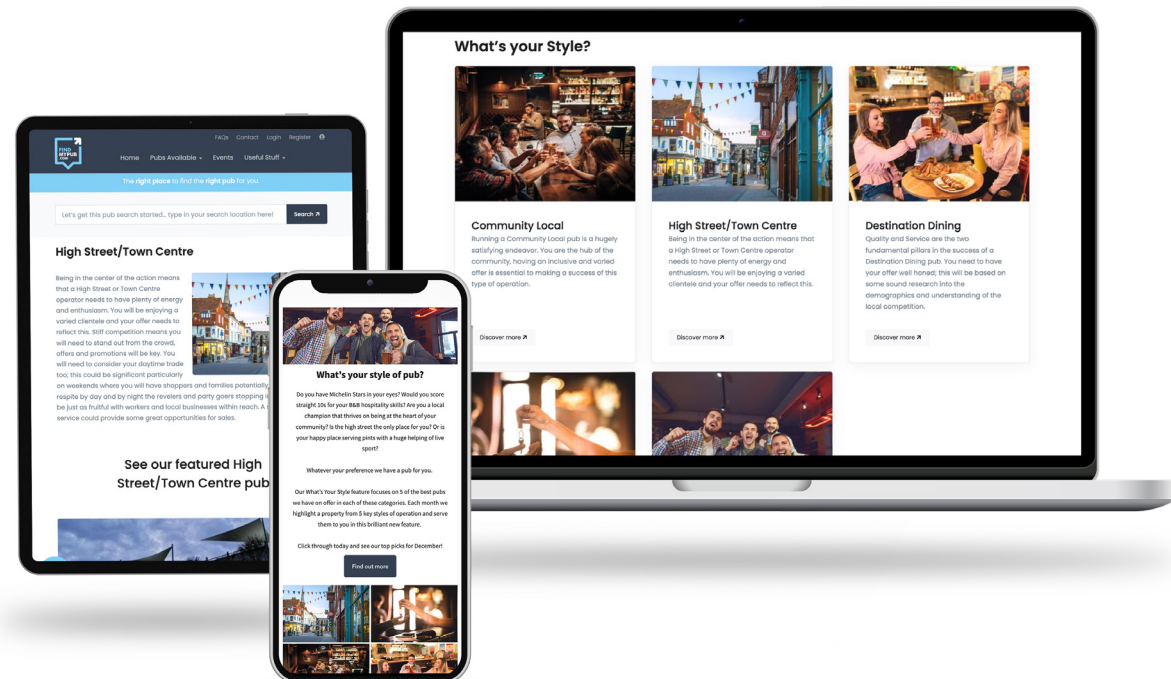 What's your Style?
Community Local
Running a Community Local pub is a hugely
satisfying endeavor. You are the hub of the
community, having an inclusive and varied
offer is essential to making a success of this
type of operation.
Discover more
High Street/Town Centre
Being in the center of the action means that
a High Street or Town Centre operator
needs to have plenty of energy and
enthusiasm. You will be enjoying a varied
clientele and your offer needs to reflect this.
Discover more
Destination Dining
Quality and Service are the two
fundamental pillars in the success of a
Destination Dining pub. You need to have
your offer well honed; this will be based on
some sound research into the
demographics and understanding of the
local competition.
Discover more
FIND
MYPUB
.COM
FAQs Contact Login Register
Home Pubs Available Events Useful Stuff
The right place to find the right pub for you.
Let's get this pub search started... type in your search location here!
Search
High Street/Town Centre
Being in the center of the action means
that a High Street or Town Centre
operator needs to have plenty of energy
and enthusiasm. You will be enjoying a
varied clientele and your offer needs to
reflect this. Stiff competition means you
will need to stand out from the crowd,
offers and promotions will be key. You
will need to consider your daytime trade
too; this could be significant particularly
on weekends where you will have shoppers and families potentially
respite by day and by night the revelers and party goers stopping i
be just as fruitful with workers and local businesses within reach. A
service could provide some great opportunities for sales.
See our featured High
Street/Town Centre pub
What's your style of pub?
Do you have Michelin Stars in your eyes? Would you score
straight 10s for your B&B hospitality skills? Are you a local
champion that thrives on being at the heart of your
community? Is the high street the only place for you? Or is
your happy place serving pints with a huge helping of live
sport?
Whatever your preference we have a pub for you.
Our What's Your Style feature focuses on 5 of the best pubs
we have on offer in each of these categories. Each month we
highlight a property from 5 key styles of operation and serve
them to you in this brilliant new feature.
Click through today and see our top picks for December!
Find out more